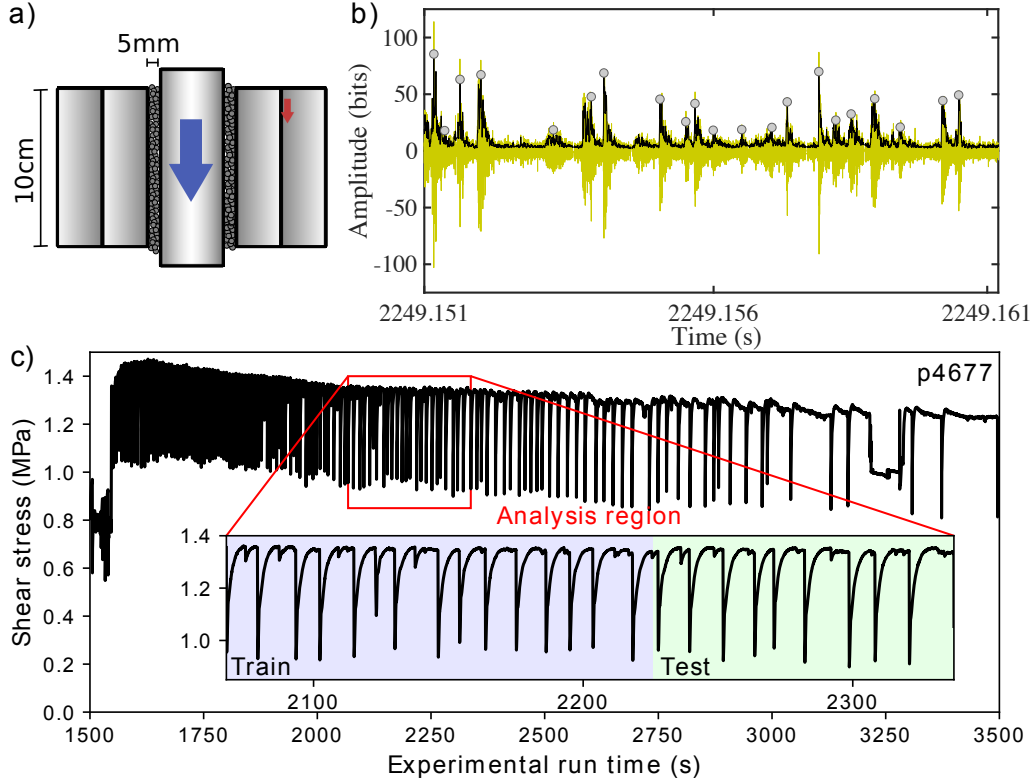 a)
5mm
10cm
b)
Amplitude (bits)
100
50
0
-50
-100
2249.151
2249.156
2249.161
Time (s)
c)
p4677
Shear stress (MPa)
1.4
1.2
1.0
0.8
0.6
0.4
0.2
0.0
Analysis region
1.4
1.2
1.0
Train
Test
2100
2200
2300
1500
1750
2000
2250
2500
2750
3000
3250
3500
Experimental run time (s)